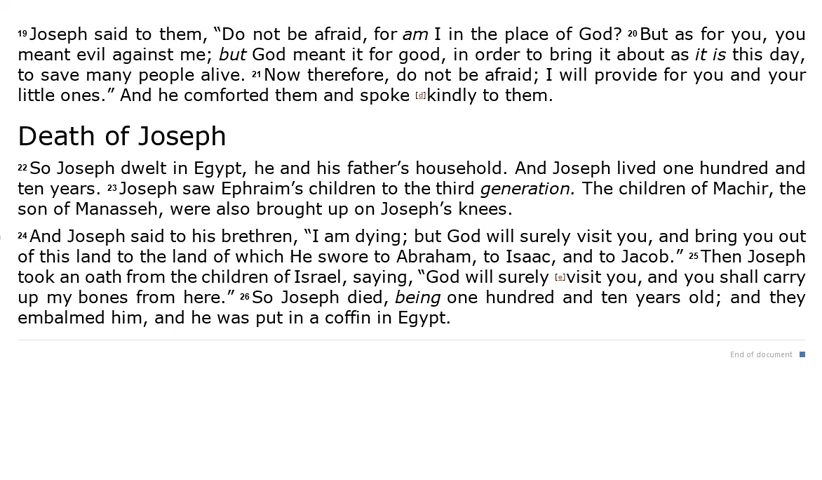 19 Joseph said to them, “Do not be afraid, for am I in the place of God? 20 But as for you, you
meant evil against me; but God meant it for good, in order to bring it about as it is this day,
to save many people alive. 21 Now therefore, do not be afraid; I will provide for you and your
little ones.” And he comforted them and spoke [d]kindly to them.
Death of Joseph
22 So Joseph dwelt in Egypt, he and his father’s household. And Joseph lived one hundred and
ten years. 23 Joseph saw Ephraim’s children to the third generation. The children of Machir, the
son of Manasseh, were also brought up on Joseph’s knees.
24 And Joseph said to his brethren, “I am dying; but God will surely visit you, and bring you out
of this land to the land of which He swore to Abraham, to Isaac, and to Jacob.” 25 Then Joseph
took an oath from the children of Israel, saying, “God will surely [e]visit you, and you shall carry
up my bones from here.” 26 So Joseph died, being one hundred and ten years old; and they
embalmed him, and he was put in a coffin in Egypt.
End of document